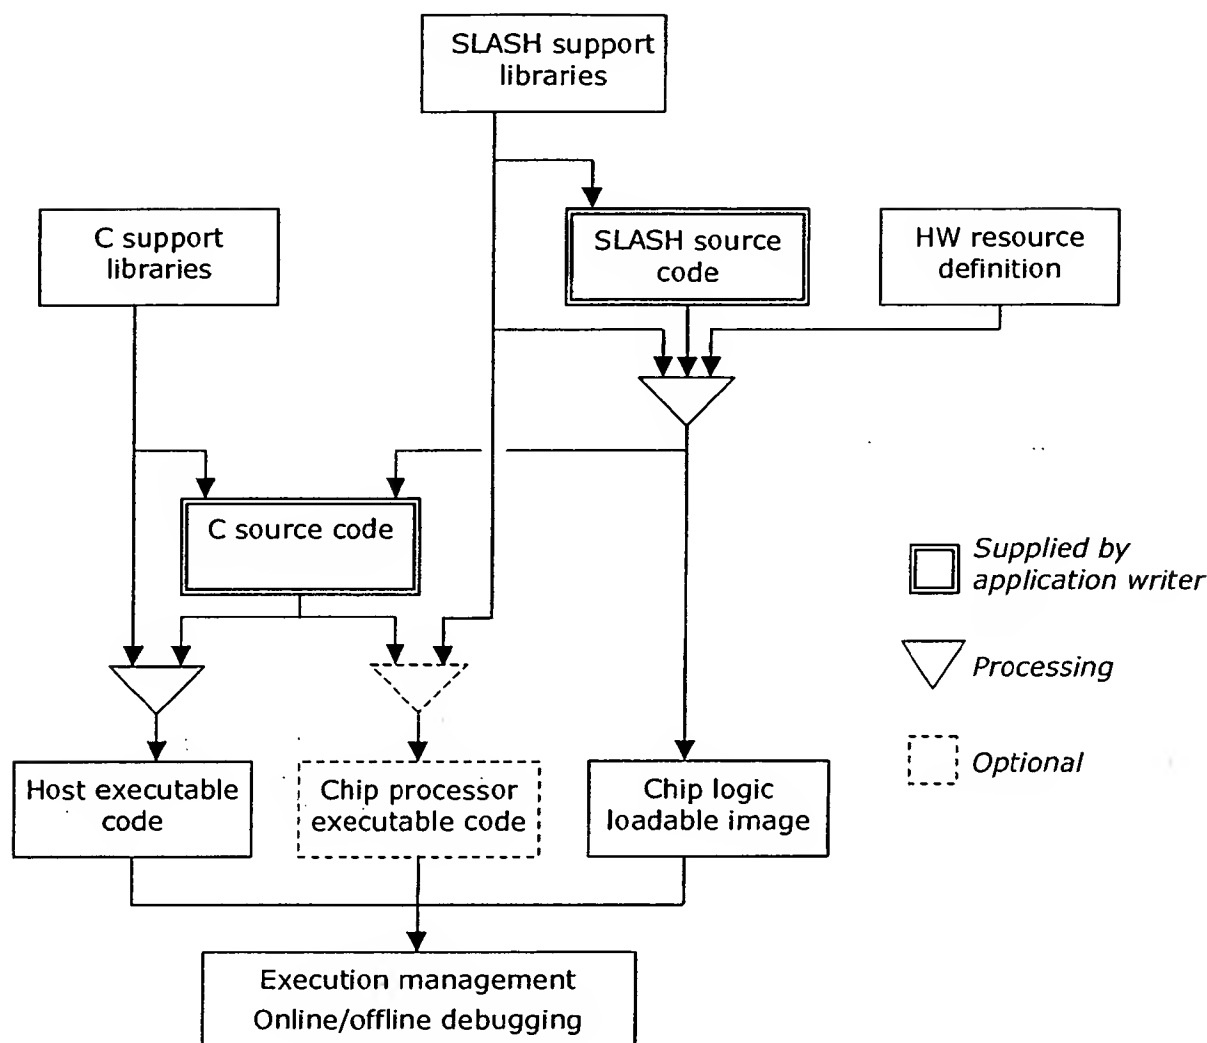 SLASH support
libraries
C support
libraries
SLASH source
code
HW resource
definition
C source code
Supplied by
application writer
Processing
Optional
Host executable
code
Chip processor
executable code
Chip logic
loadable image
Execution management
Online/offline debugging